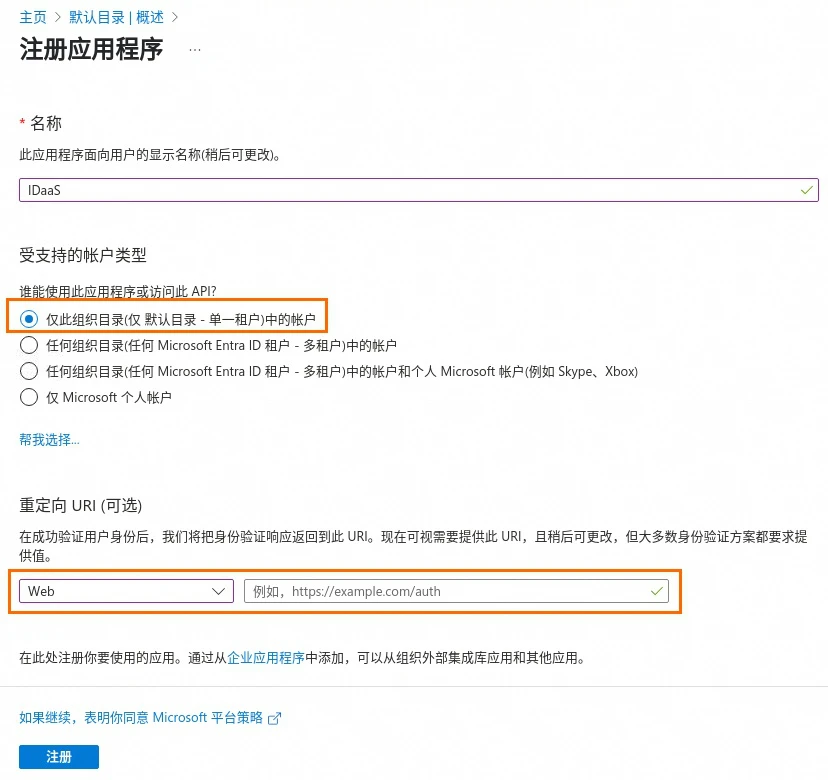 主页 > 默认目录 | 概述 >
注册应用程序 ...
* 名称
此应用程序面向用户的显示名称(稍后可更改)。
IDaaS
受支持的帐户类型
谁能使用此应用程序或访问此 API?
仅此组织目录(仅 默认目录 - 单一租户)中的帐户
任何组织目录(任何 Microsoft Entra ID 租户 - 多租户)中的帐户
任何组织目录(任何 Microsoft Entra ID 租户 - 多租户)中的帐户和个人 Microsoft 帐户(例如 Skype、Xbox)
仅 Microsoft 个人帐户
帮我选择...
重定向 URI (可选)
在成功验证用户身份后，我们将把身份验证响应返回到此 URI。现在可视需要提供此 URI，且稍后可更改，但大多数身份验证方案都要求提
供值。
Web 例如，https://example.com/auth
在此处注册你要使用的应用。通过从企业应用程序中添加，可以从组织外部集成库应用和其他应用。
如果继续，表明你同意 Microsoft 平台策略
注册